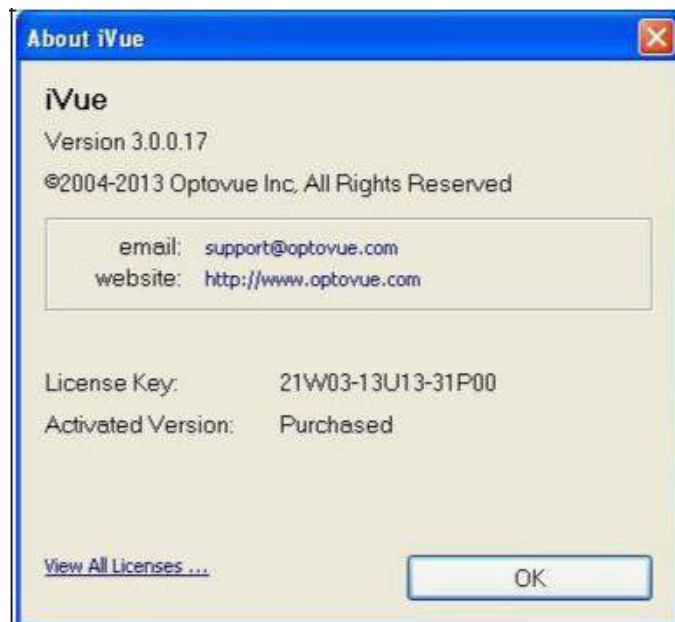 About iVue
iVue
Version 3.0.0.17
©2004-2013 Optovue Inc, All Rights Reserved
email: support@optovue.com
website: http://www.optovue.com
License Key: 21W03-13U13-31P00
Activated Version: Purchased
View All Licenses ...
OK